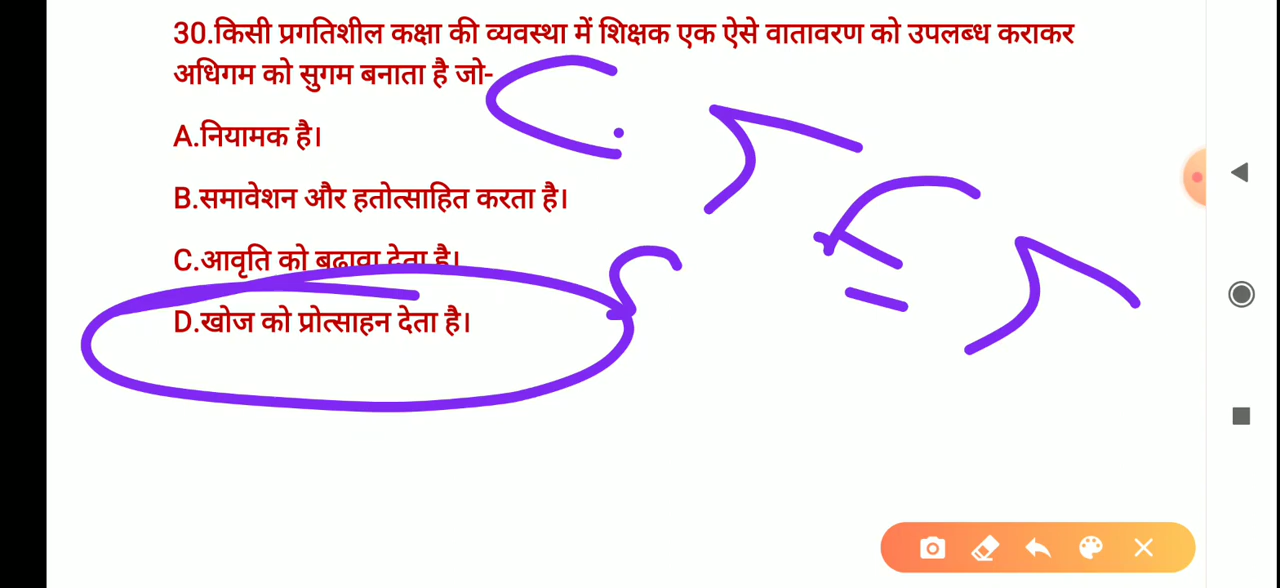 30.किसी प्रगतिशील कक्षा की व्यवस्था में शिक्षक एक ऐसे वातावरण को उपलब्ध कराकर
अधिगम को सुगम बनाता है जो-
A.नियामक है।
B.समावेशन और हतोत्साहित करता है।
C.आवृति को बढ़ावा देता है।
D.खोज को प्रोत्साहन देता है।